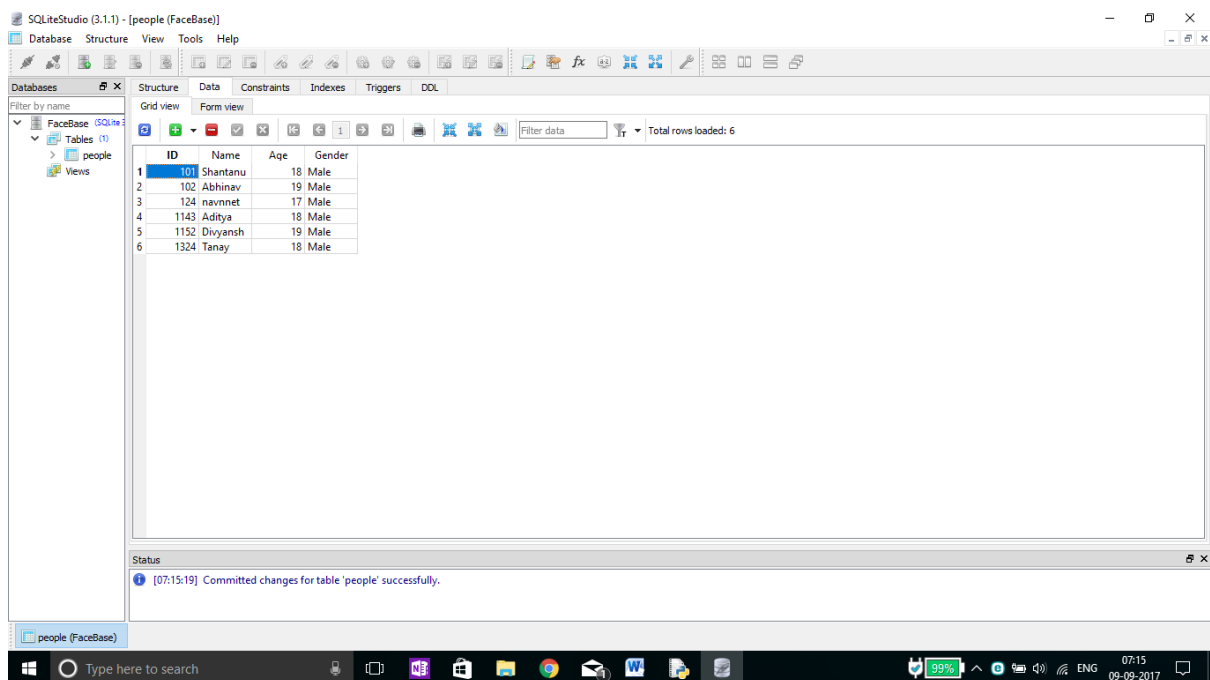 SQLiteStudio (3.1.1) - [people (FaceBase)]
Database Structure View Tools Help
Databases
Filter by name
FaceBase (SQLite 3
Tables (1)
people
Views
Structure Data Constraints Indexes Triggers DDL
Grid view Form view
1 Filter data Total rows loaded: 6
ID Name Age Gender
1 101 Shantanu 18 Male
2 102 Abhinav 19 Male
3 124 navnnet 17 Male
4 1143 Aditya 18 Male
5 1152 Divyansh 19 Male
6 1324 Tanay 18 Male
Status
[07:15:19] Committed changes for table 'people' successfully.
people (FaceBase)
Type here to search
99% ENG 07:15
09-09-2017